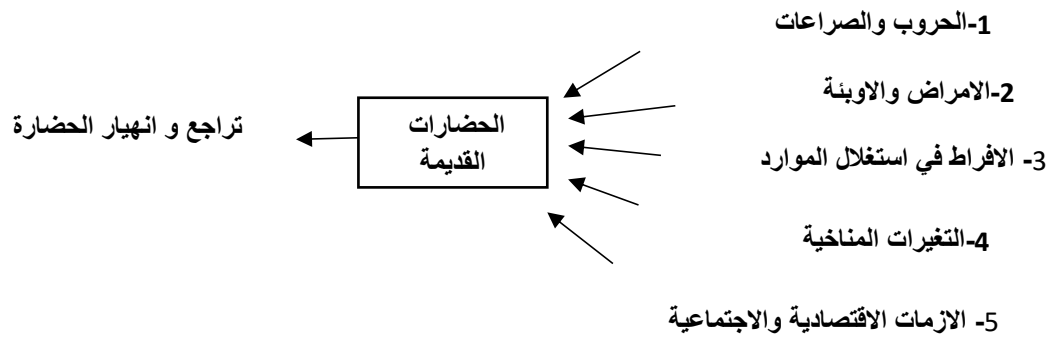 1-الحروب والصراعات
2-الامراض والاوبئة
3- الافراط في استغلال الموارد
4-التغيرات المناخية
5- الازمات الاقتصادية والاجتماعية
الحضارات
القديمة
تراجع و انهيار الحضارة